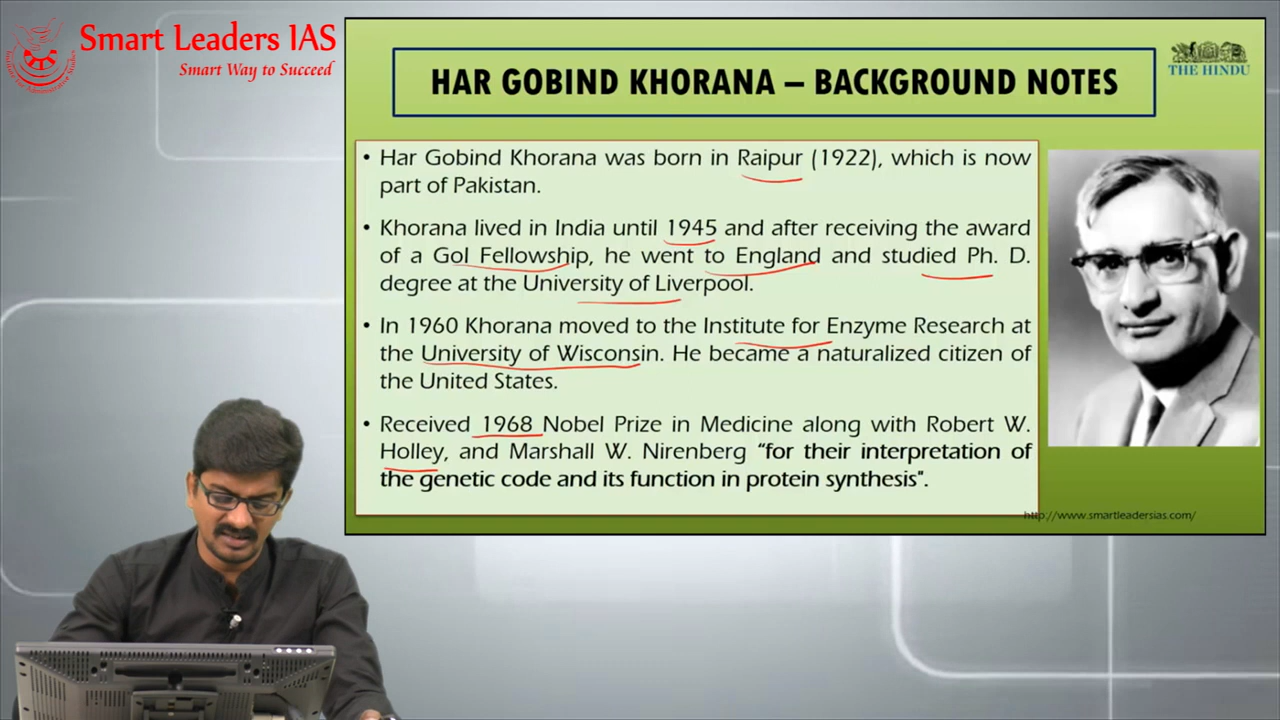 Smart Leaders IAS
Smart Way to Succeed
HAR GOBIND KHORANA – BACKGROUND NOTES
THE HINDU
• Har Gobind Khorana was born in Raipur (1922), which is now
part of Pakistan.
• Khorana lived in India until 1945 and after receiving the award
of a GoI Fellowship, he went to England and studied Ph. D.
degree at the University of Liverpool.
• In 1960 Khorana moved to the Institute for Enzyme Research at
the University of Wisconsin. He became a naturalized citizen of
the United States.
• Received 1968 Nobel Prize in Medicine along with Robert W.
Holley, and Marshall W. Nirenberg “for their interpretation of
the genetic code and its function in protein synthesis”.
http://www.smartleadersias.com/